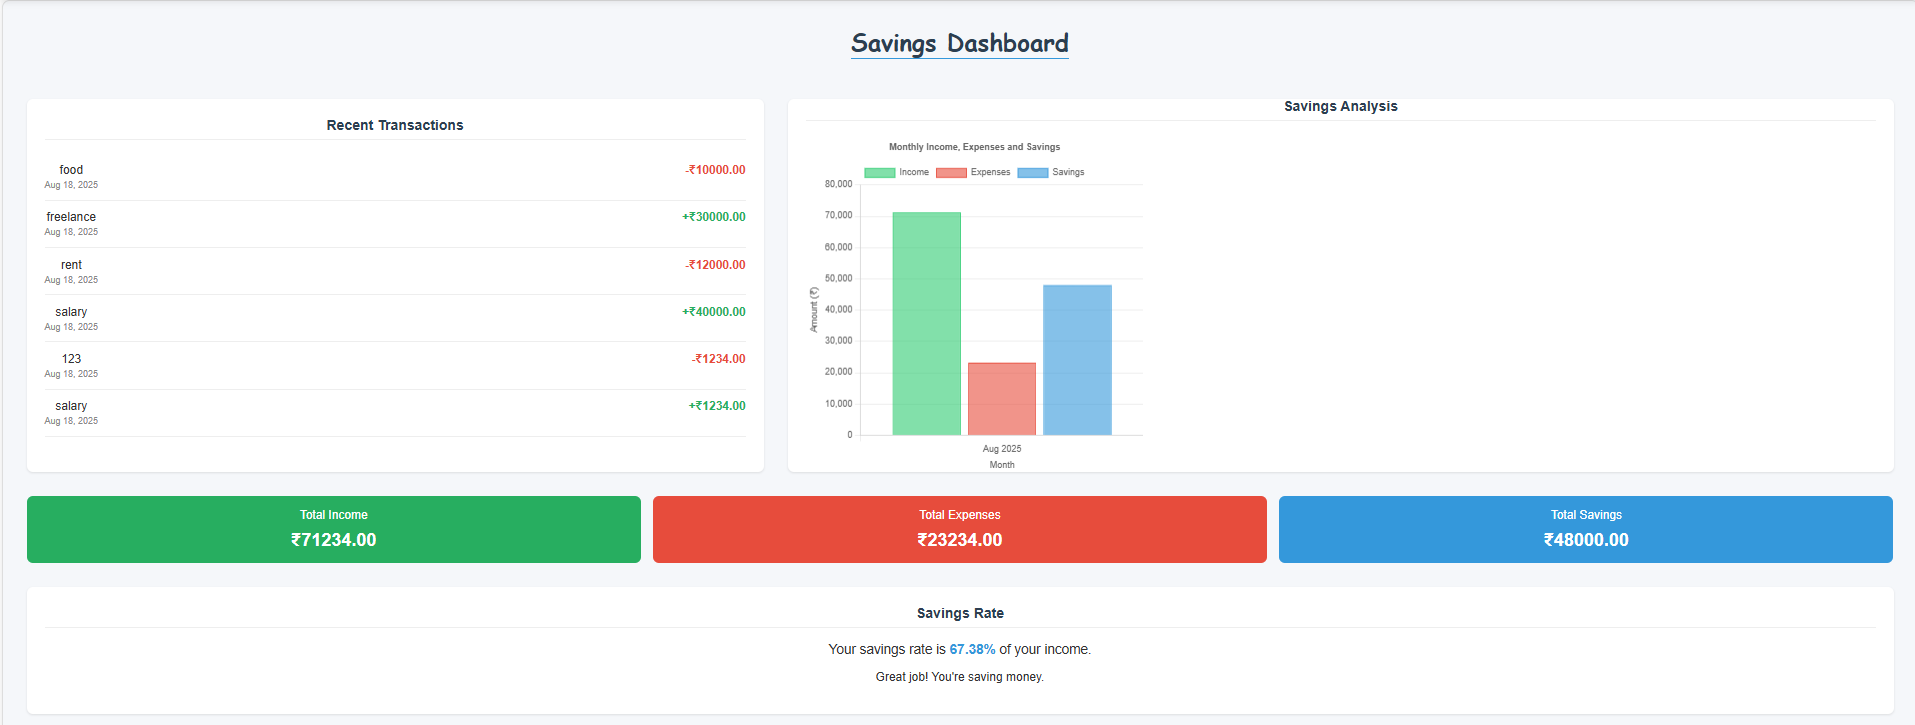 Savings Dashboard
Recent Transactions
food
-₹10000.00
Aug 18, 2025
freelance
+₹30000.00
Aug 18, 2025
rent
-₹12000.00
Aug 18, 2025
salary
+₹40000.00
Aug 18, 2025
123
-₹1234.00
Aug 18, 2025
salary
+₹1234.00
Aug 18, 2025
Savings Analysis
Monthly Income, Expenses and Savings
Income Expenses Savings
80,000
70,000
60,000
50,000
40,000
30,000
20,000
10,000
0
Amount (₹)
Aug 2025
Month
Total Income
₹71234.00
Total Expenses
₹23234.00
Total Savings
₹48000.00
Savings Rate
Your savings rate is 67.38% of your income.
Great job! You're saving money.